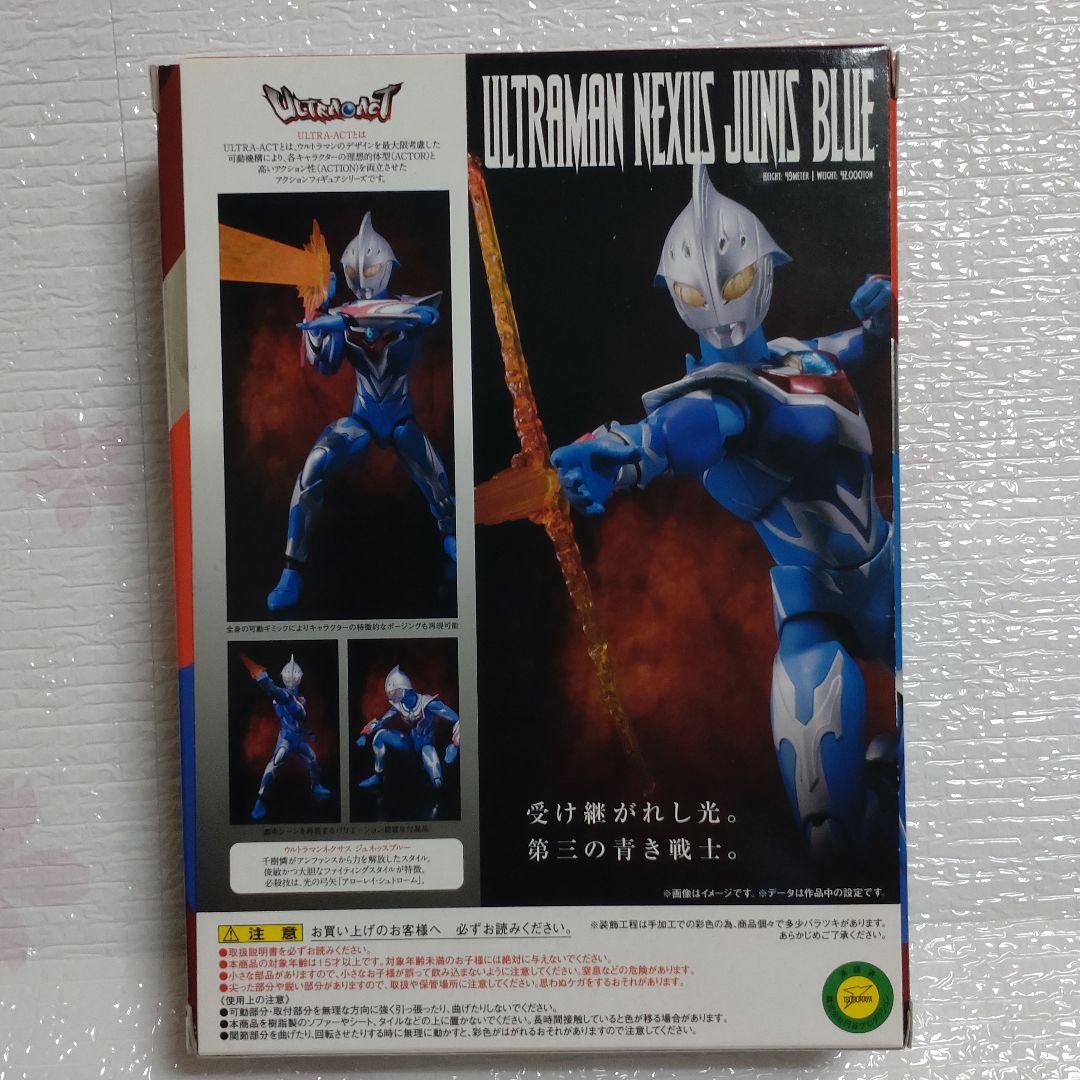 ULTRA-ACT
ULTRA-ACTとは
ULTRA-ACTとは、ウルトラマンのデザインを最大限考慮した
可動機構により、各キャラクターの理想的体型(ACTOR)と
高いアクション性(ACTION)を両立させた
アクションフィギュアシリーズです。
全身の可動ギミックによりキャラクターの特徴的なポージングも再現可能
劇中シーンを再現するバリエーション豊富な付属品
ウルトラマンネクサス ジュネッスブルー
千樹憐がアンファンスから力を解放したスタイル。
俊敏かつ大胆なファイティングスタイルが特徴。
必殺技は、光の弓矢「アローレイ・シュトローム」。
ULTRAMAN NEXUS JUNIS BLUE
HEIGHT: 49METER | WEIGHT: 42,000TON
受け継がれし光。
第三の青き戦士。
※画像はイメージです。※データは作品中の設定です。
注意 お買い上げのお客様へ 必ずお読みください。
※装飾工程は手加工での彩色の為、商品個々で多少バラツキがあります。
あらかじめご了承ください。
●取扱説明書を必ずお読みください。
●本商品の対象年齢は15才以上です。対象年齢未満のお子様には絶対に与えないでください。
●小さな部品がありますので、小さなお子様が誤って飲み込まないように注意してください。窒息などの危険があります。
●尖った部分や鋭い部分がありますので、取扱や保管場所に注意してください。思わぬケガをするおそれがあります。
〈使用上の注意〉
●可動部分・取付部分を無理な方向に強く引っ張ったり、曲げたりしないでください。
●本商品を樹脂製のソファーやシート、タイルなどの上に置かないでください。長時間接触していると色が移る場合があります。
●関節部分を曲げたり、回転させたりする時に無理に動かすと、彩色がはがれるおそれがありますので注意してください。
承認済
TSUBURAYA
株式会社円谷プロダクション